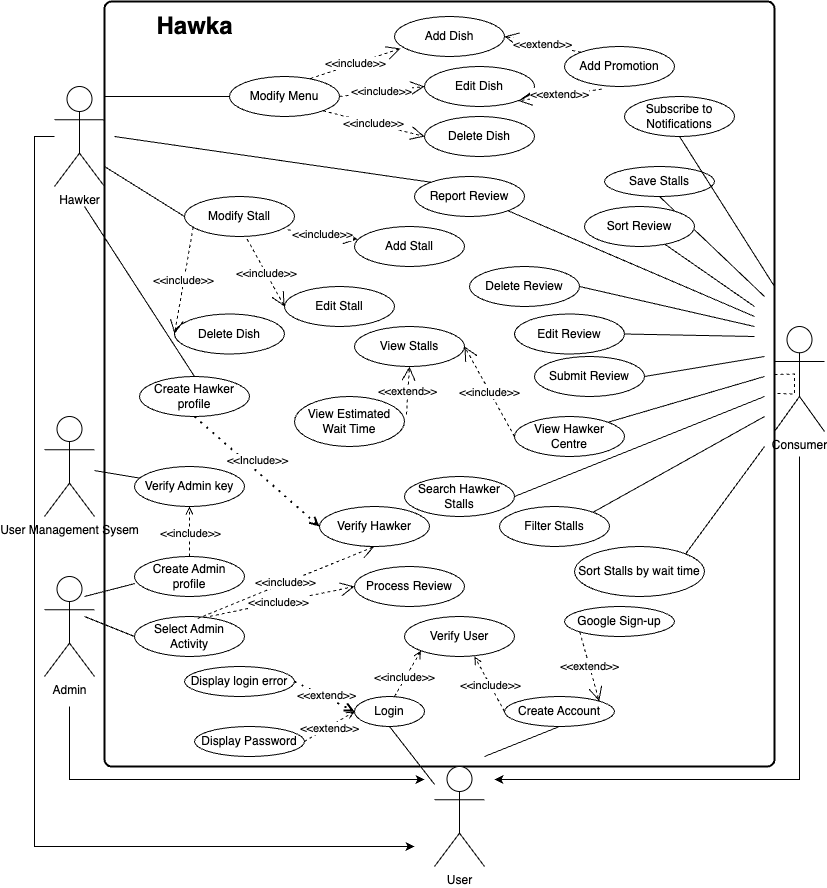 Hawka
Add Dish
<<extend>>
<<include>>
Add Promotion
Modify Menu
<<include>>
Edit Dish
<<extend>>
Subscribe to
Notifications
<<include>>
Delete Dish
Hawker
Report Review
Save Stalls
Modify Stall
Sort Review
<<include>>
Add Stall
<<include>>
<<include>>
Delete Review
Edit Stall
Delete Dish
Edit Review
View Stalls
Submit Review
Create Hawker
profile
<<extend>>
<<include>>
View Estimated
Wait Time
View Hawker
Centre
Consumer
<<Include>>
Verify Admin key
Search Hawker
Stalls
User Management Sysem
<<include>>
Verify Hawker
Filter Stalls
Create Admin
profile
<<include>>
Process Review
Sort Stalls by wait time
<<include>>
Select Admin
Activity
Google Sign-up
Verify User
Admin
<<extend>>
Display login error
<<include>>
<<include>>
<<extend>>
Login
Create Account
<<extend>>
Display Password
User